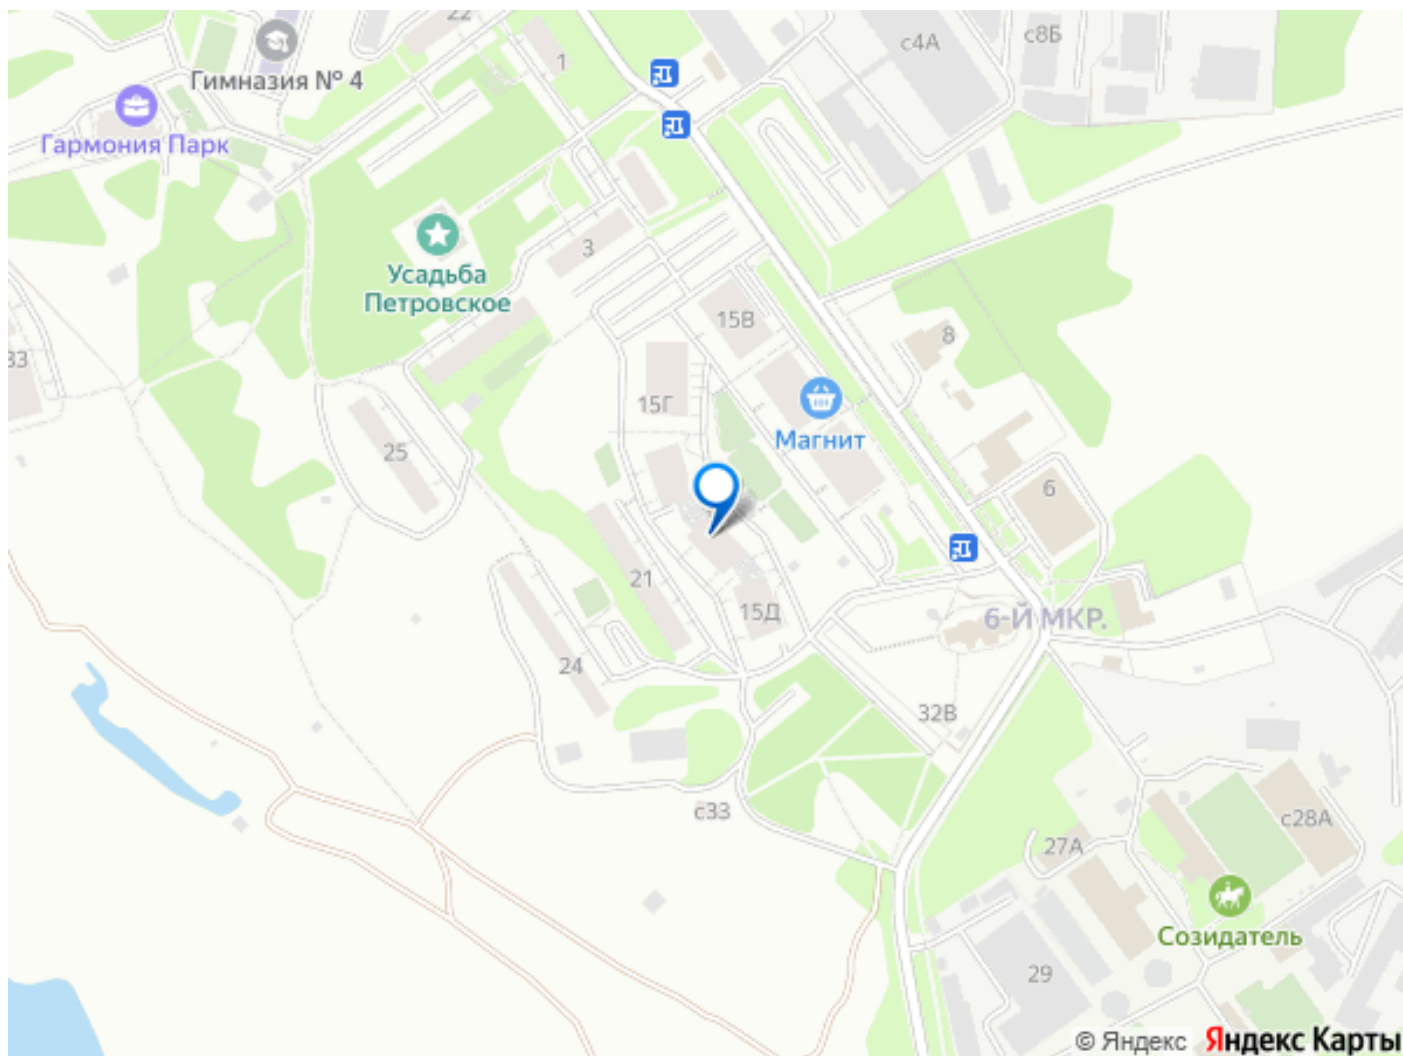 22
с4А
с8Б
Гимназия № 4
1
Гармония Парк
3
Усадьба
Петровское
15В
8
33
15Г
Магнит
25
6
21
15Д
6-Й МКР.
24
32В
с33
27А
с28А
Созидатель
29
© Яндекс Яндекс Карты